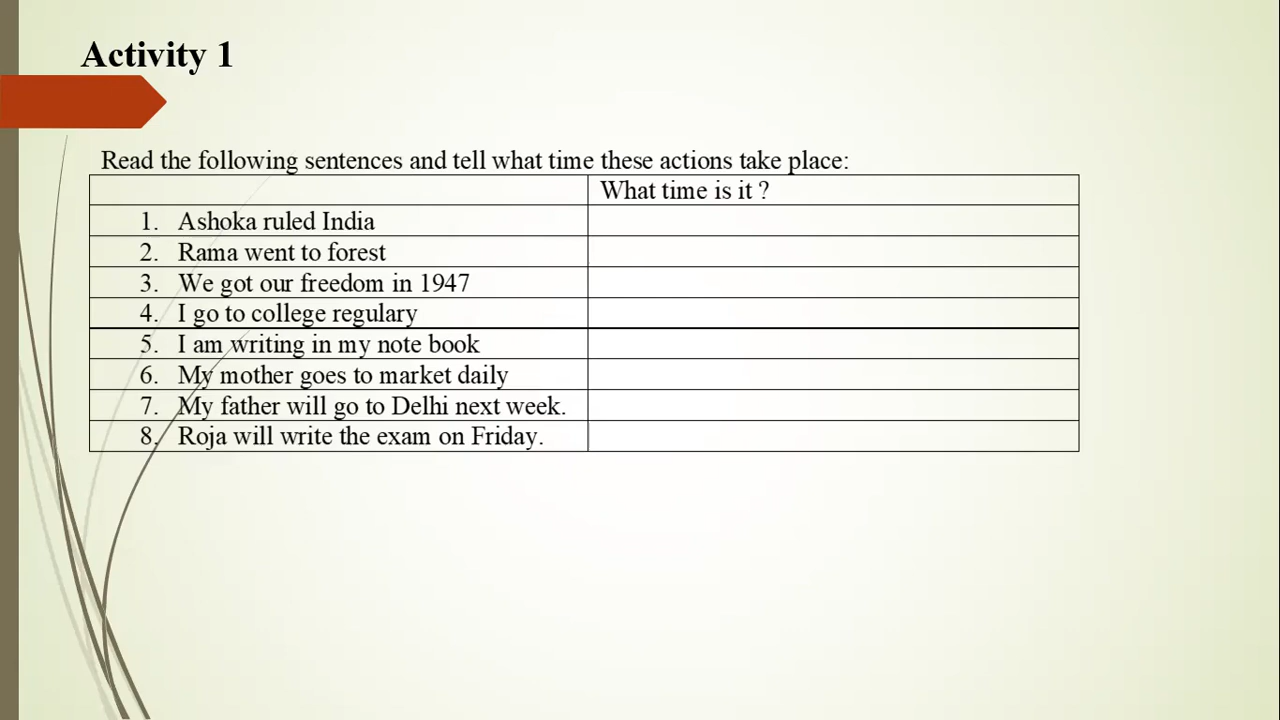 Activity 1
Read the following sentences and tell what time these actions take place:
What time is it ?
1. Ashoka ruled India
2. Rama went to forest
3. We got our freedom in 1947
4. I go to college regulary
5. I am writing in my note book
6. My mother goes to market daily
7. My father will go to Delhi next week.
8. Roja will write the exam on Friday.